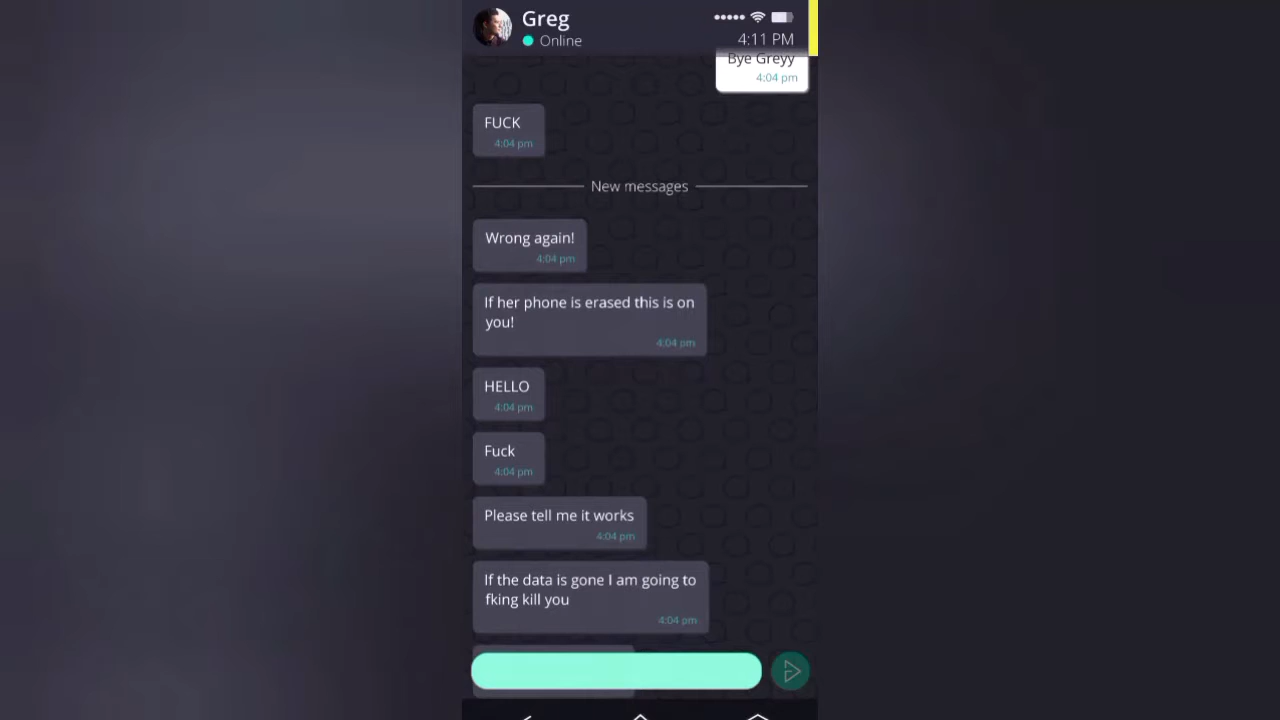 Greg
Online
4:11 PM
Bye Greyy
4:04 pm
FUCK
4:04 pm
New messages
Wrong again!
4:04 pm
If her phone is erased this is on
you!
4:04 pm
HELLO
4:04 pm
Fuck
4:04 pm
Please tell me it works
4:04 pm
If the data is gone I am going to
fking kill you
4:04 pm